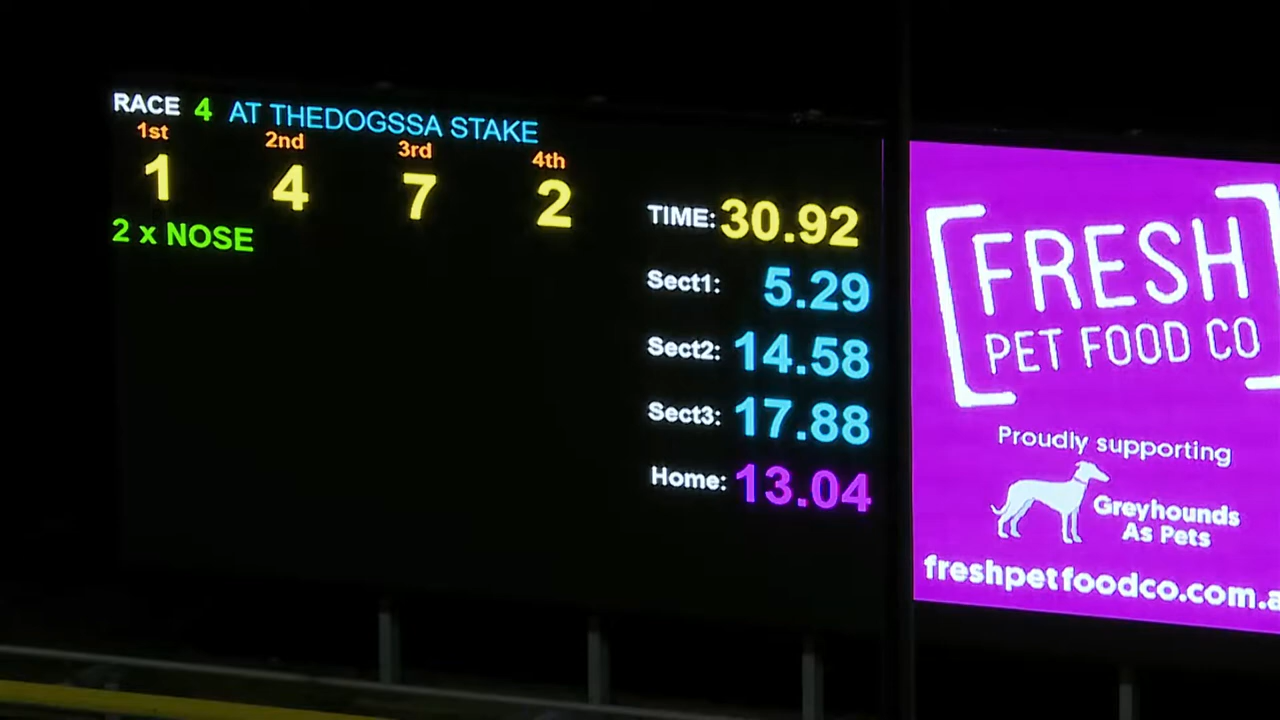 RACE 4 AT THEDOGSSA STAKE
1st 2nd 3rd 4th
1 4 7 2
2 x NOSE
TIME: 30.92
Sect1: 5.29
Sect2: 14.58
Sect3: 17.88
Home: 13.04
FRESH
PET FOOD CO
Proudly supporting
Greyhounds
As Pets
freshpetfoodco.com.a